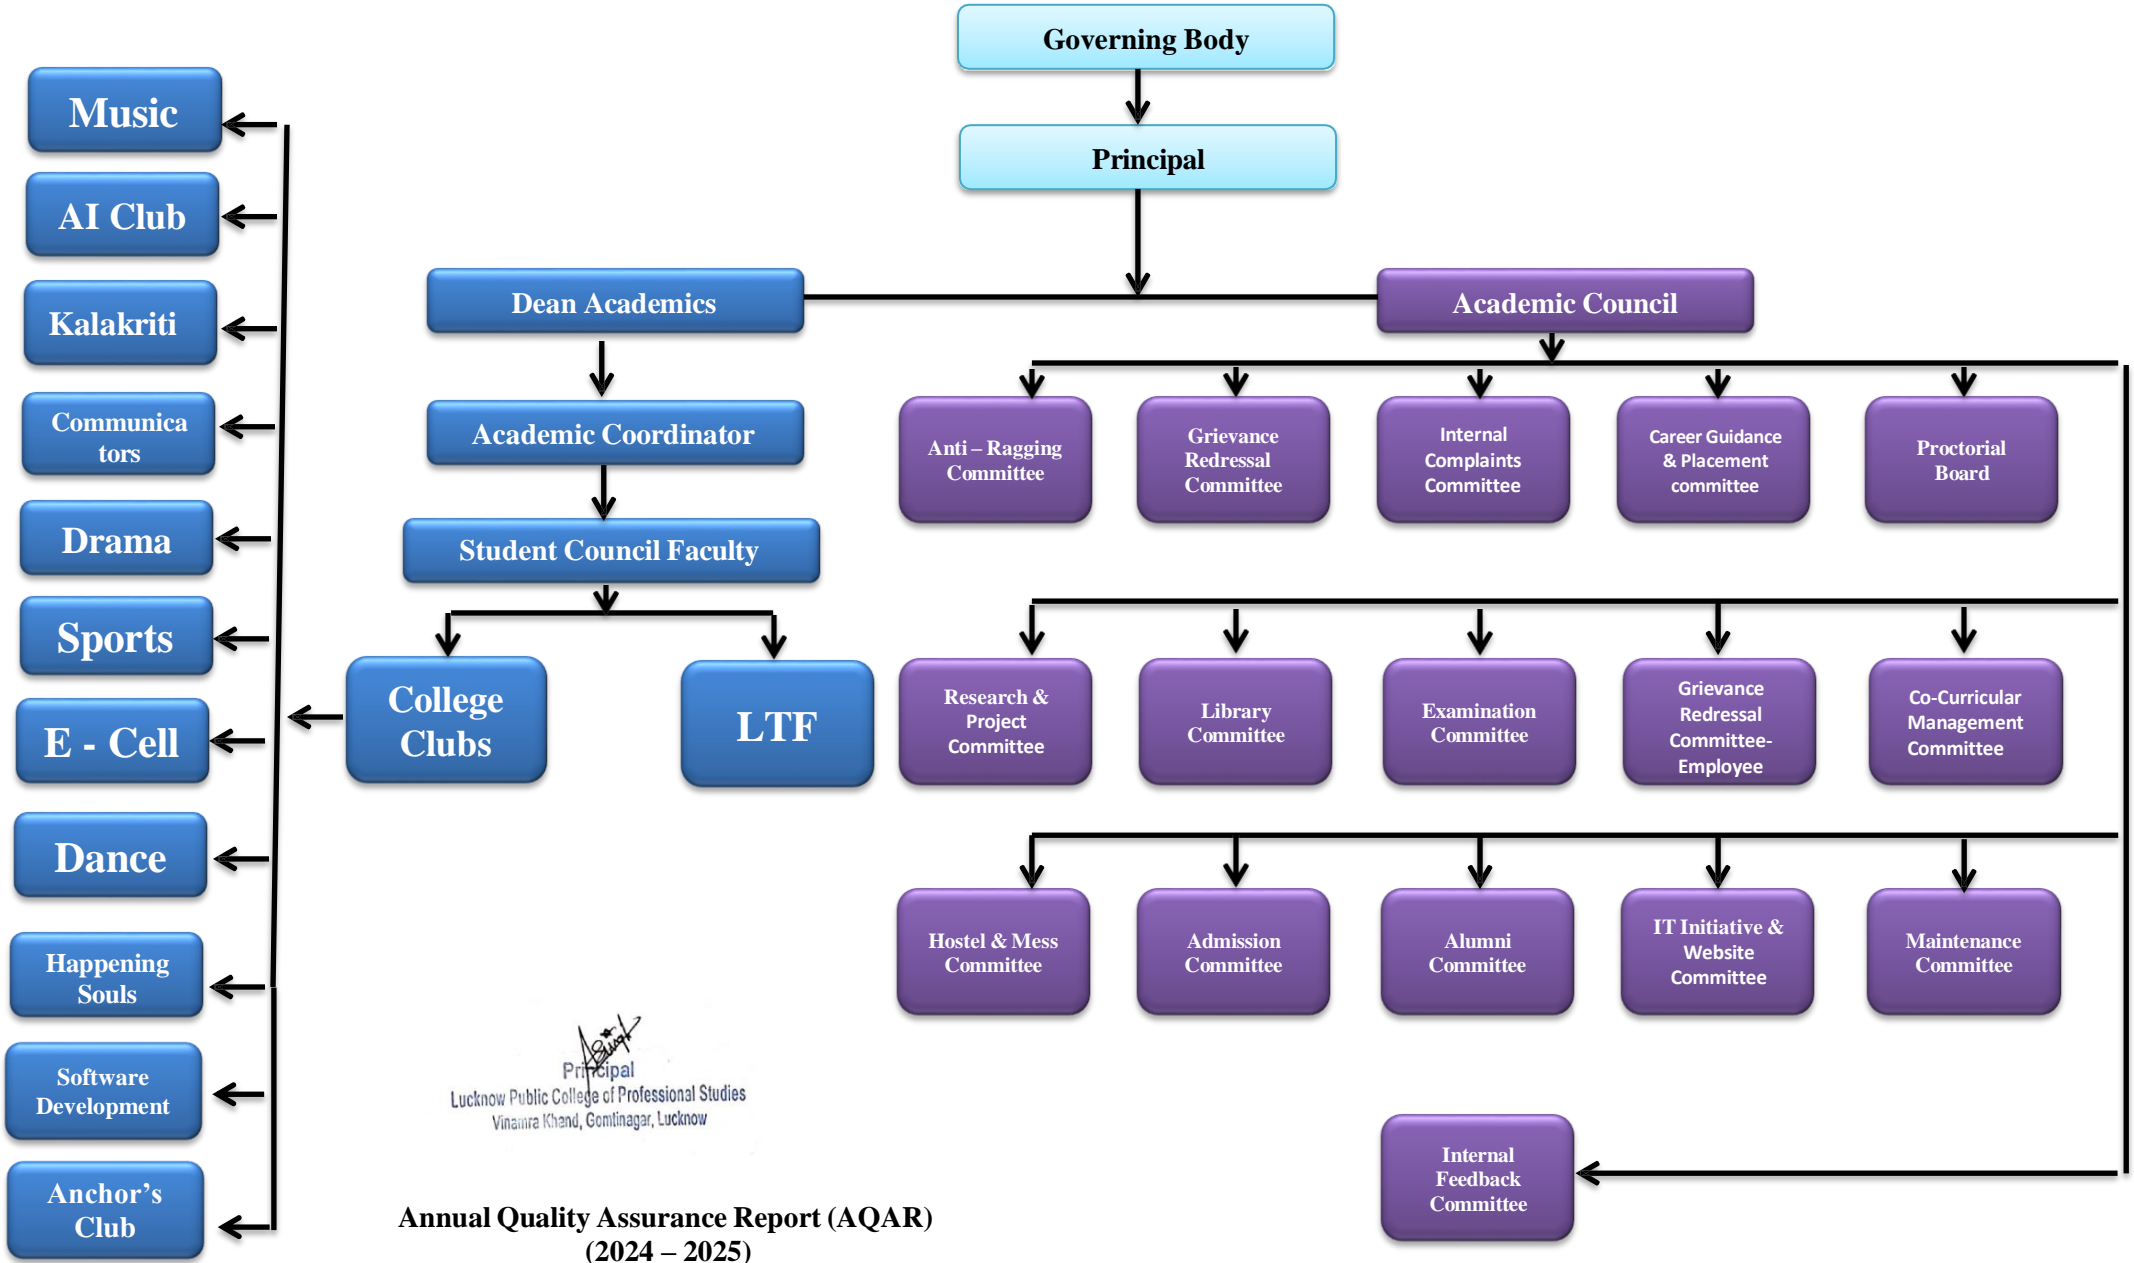 Governing Body
Principal
Dean Academics
Academic Council
Academic Coordinator
Student Council Faculty
College
Clubs
LTF
Music
AI Club
Kalakriti
Communica
tors
Drama
Sports
E - Cell
Dance
Happening
Souls
Software
Development
Anchor’s
Club
Anti – Ragging
Committee
Grievance
Redressal
Committee
Internal
Complaints
Committee
Career Guidance
& Placement
committee
Proctorial
Board
Research &
Project
Committee
Library
Committee
Examination
Committee
Grievance
Redressal
Committee-
Employee
Co-Curricular
Management
Committee
Hostel & Mess
Committee
Admission
Committee
Alumni
Committee
IT Initiative &
Website
Committee
Maintenance
Committee
Internal
Feedback
Committee
Principal
Lucknow Public College of Professional Studies
Vinamra Khand, Gomtinagar, Lucknow
Annual Quality Assurance Report (AQAR)
(2024 – 2025)